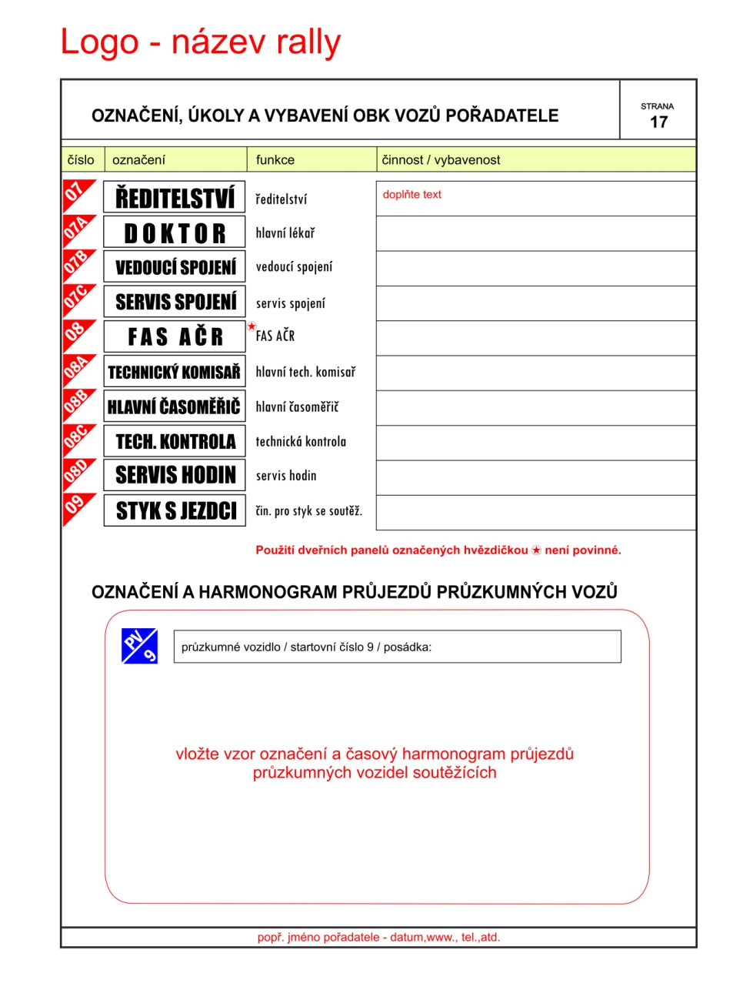 Logo - název rally
OZNAČENÍ, ÚKOLY A VYBAVENÍ OBK VOZŮ POŘADATELE
STRANA
17
číslo označení funkce činnost / vybavenost
07 ŘEDITELSTVÍ ředitelství doplňte text
07A DOKTOR hlavní lékař
07B VEDOUCÍ SPOJENÍ vedoucí spojení
07C SERVIS SPOJENÍ servis spojení
08 FAS AČR FAS AČR
08A TECHNICKÝ KOMISAŘ hlavní tech. komisař
08B HLAVNÍ ČASOMĚŘIČ hlavní časoměřič
08C TECH. KONTROLA technická kontrola
08D SERVIS HODIN servis hodin
09 STYK S JEZDCI čin. pro styk se soutěž.
Použití dveřních panelů označených hvězdičkou není povinné.
OZNAČENÍ A HARMONOGRAM PRŮJEZDŮ PRŮZKUMNÝCH VOZŮ
PV 9 průzkumné vozidlo / startovní číslo 9 / posádka:
vložte vzor označení a časový harmonogram průjezdů
průzkumných vozidel soutěžících
popř. jméno pořadatele - datum,www., tel.,atd.